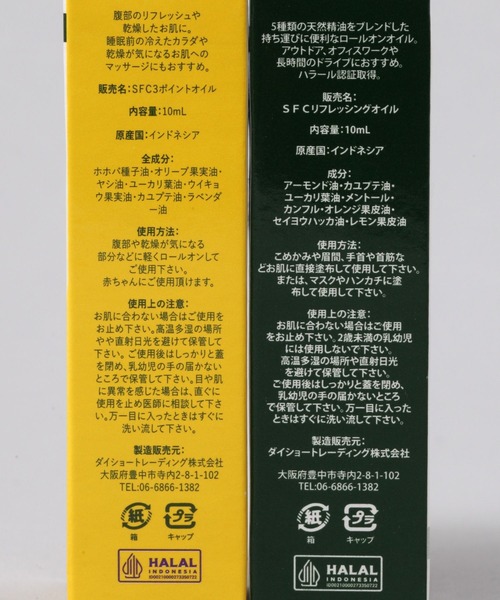 腹部のリフレッシュや
乾燥したお肌に。
睡眠前の冷えたカラダや
乾燥が気になるお肌への
マッサージにもおすすめ。
販売名：SFC3ポイントオイル
内容量：10mL
原産国：インドネシア
全成分：
ホホバ種子油・オリーブ果実油・
ヤシ油・ユーカリ葉油・ウイキョ
ウ果実油・カユプテ油・ラベンダ
ー油
使用方法：
腹部や乾燥が気になる
部分などに軽くロールオンして
ご使用下さい。
赤ちゃんにご使用頂けます。
使用上の注意：
お肌に合わない場合はご使用
をお止め下さい。高温多湿の場所
やや直射日光を避けて保管して
下さい。ご使用後はしっかりと蓋
を閉め、乳幼児の手の届かない
ところで保管して下さい。目や肌
に異常を感じた場合は、直ぐに
使用を止め医師に相談して下さ
い。万一目に入ったときはすぐに
洗い流して下さい。
製造販売元：
ダイショートレーディング株式会社
大阪府豊中市寺内2-8-1-102
TEL:06-6866-1382
紙
箱
プラ
キャップ
HALAL
INDONESIA
5種類の天然精油をブレンドした
持ち運びに便利なロールオンオイル。
アウトドア、オフィスワークや
長時間のドライブにおすすめ。
ハラール認証取得。
販売名：
ＳＦＣリフレッシングオイル
内容量：10mL
原産国：インドネシア
成分：
アーモンド油・カユプテ油・
ユーカリ葉油・メントール・
カンフル・オレンジ果皮油・
セイヨウハッカ油・レモン果皮油
使用方法：
こめかみや眉間、手首や首筋な
どお肌に直接塗布して使用して下さい。
または、マスクやハンカチに塗
布して使用して下さい。
使用上の注意：
お肌に合わない場合はご使用
をお止め下さい。2歳未満の乳幼児
には使用しないで下さい。
高温多湿の場所や直射日光
を避けて保管して下さい。
ご使用後はしっかりと蓋を閉め、
乳幼児の手の届かないところ
で保管して下さい。万一目に入った
ときはすぐに洗い流して下さい。
製造販売元：
ダイショートレーディング株式会社
大阪府豊中市寺内2-8-1-102
TEL:06-6866-1382
紙
箱
プラ
キャップ
HALAL
INDONESIA